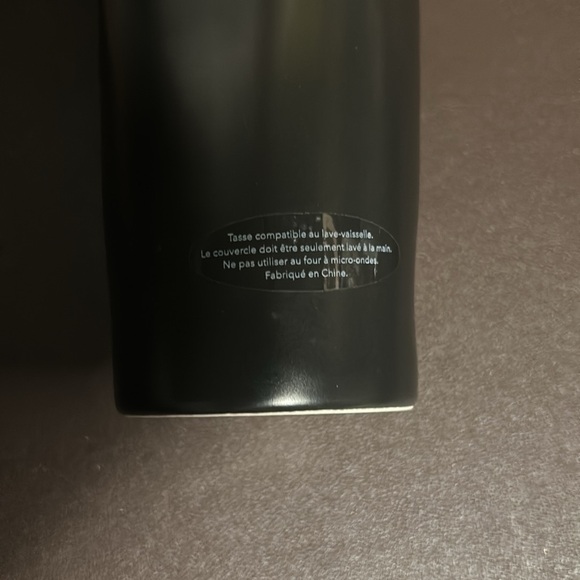 Tasse compatible au lave-vaisselle.
Le couvercle doit être seulement lavé à la main.
Ne pas utiliser au four à micro-ondes.
Fabriqué en Chine.